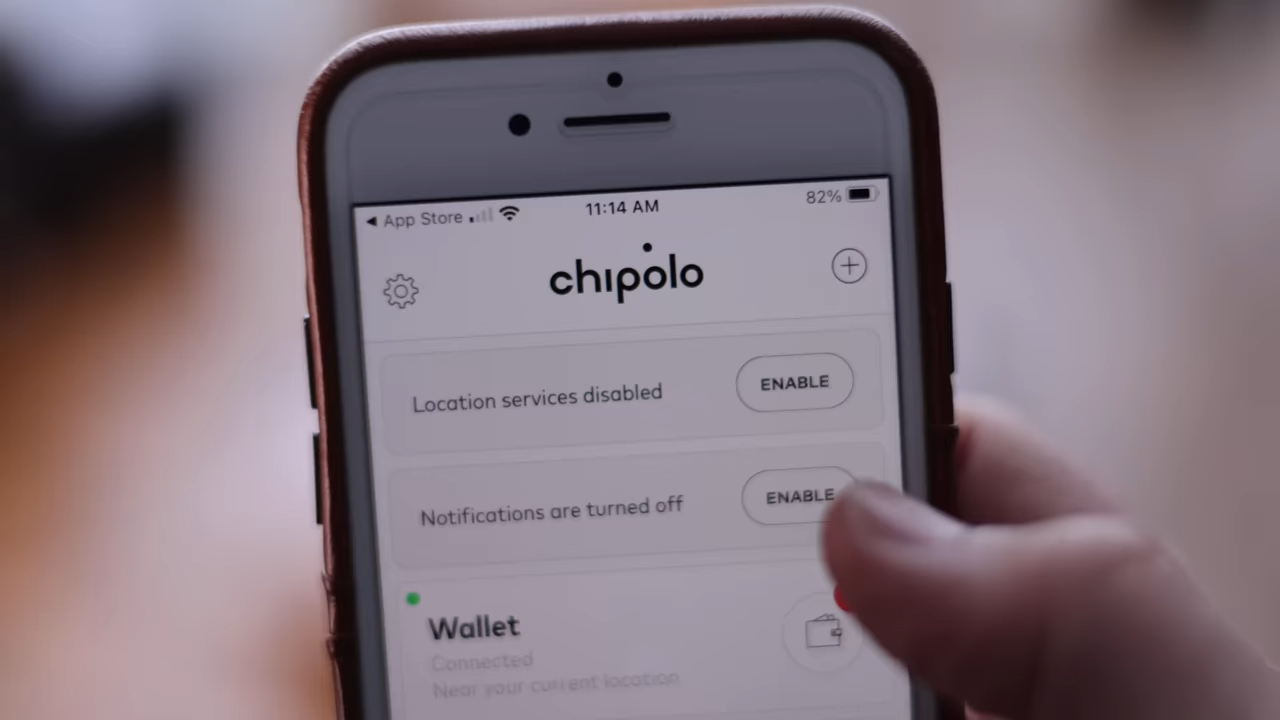 ◀ App Store 11:14 AM 82%
chipolo
Location services disabled ENABLE
Notifications are turned off ENABLE
Wallet
Connected
Near your current location